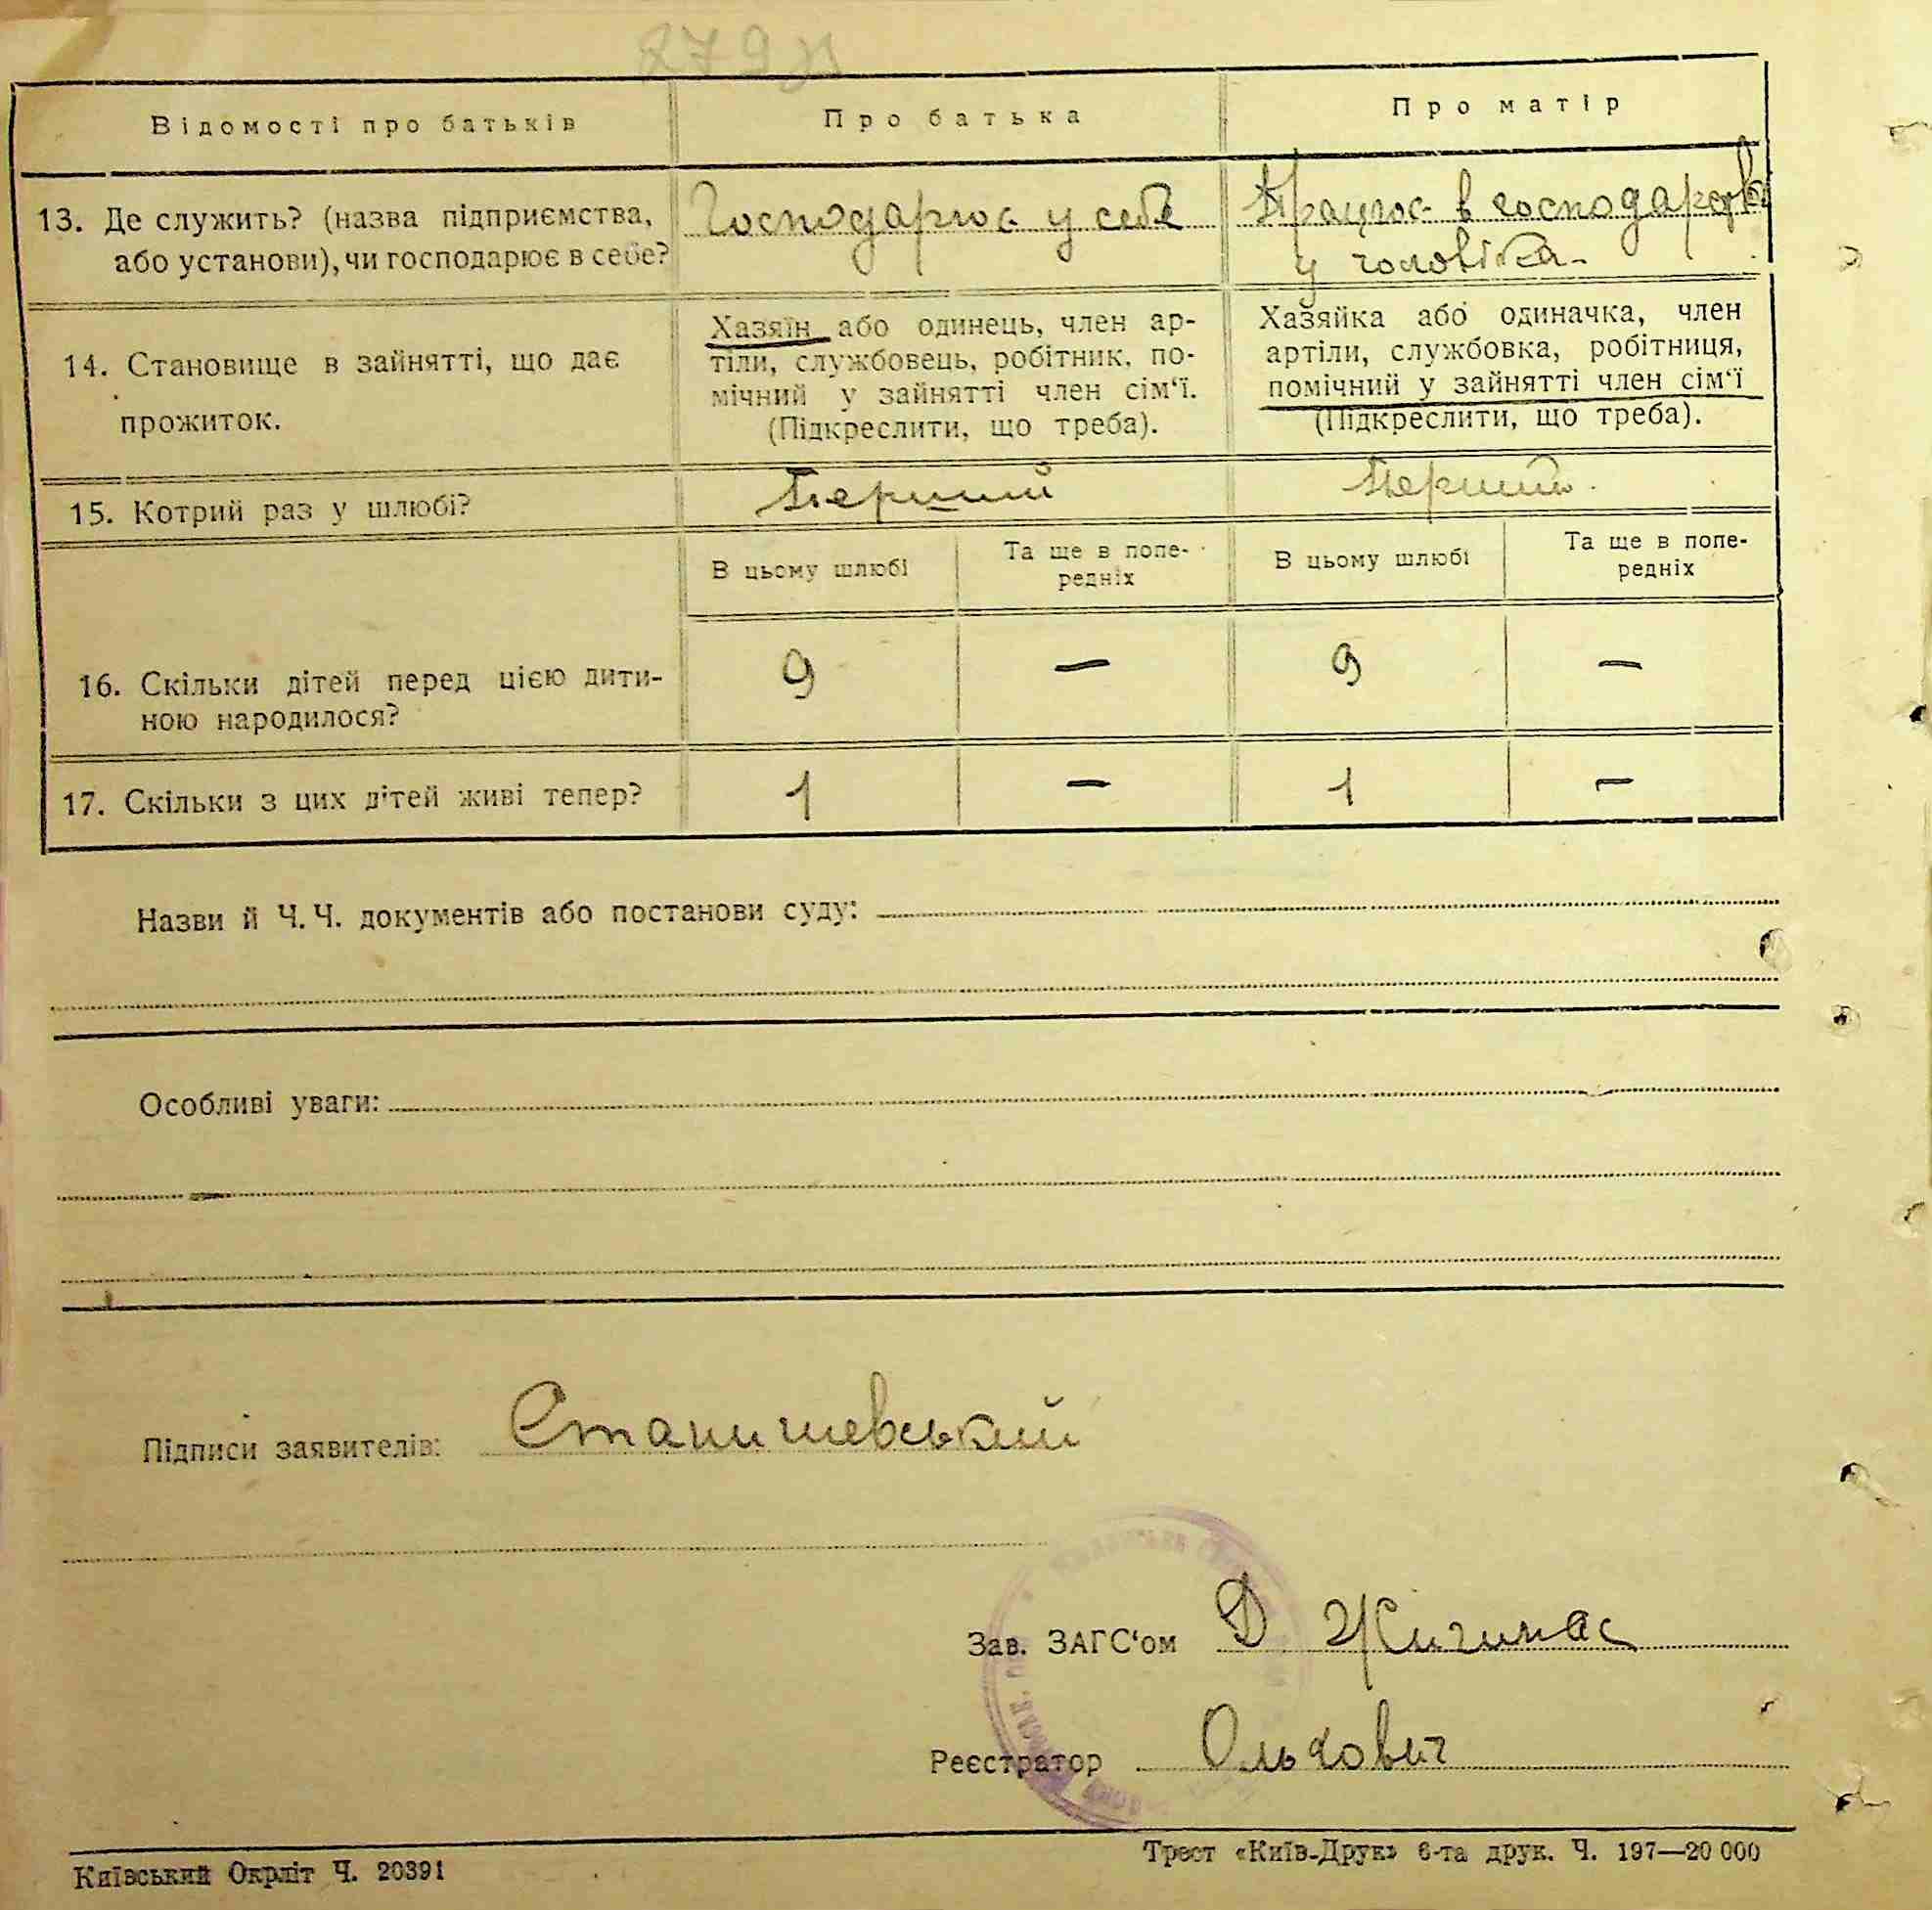 279
Відомості про батьків
Про батька
Про матір
13. Де служить? (назва підприємства,
або установи), чи господарює в себе?
Господарює у себе
Працює в господарстві
у чоловіка.
14. Становище в зайнятті, що дає
прожиток.
Хазяїн або одинець, член ар-
тіли, службовець, робітник, по-
мічний у зайнятті член сім‘ї.
(Підкреслити, що треба).
Хазяйка або одиначка, член
артіли, службовка, робітниця,
помічний у зайнятті член сім‘ї
(Підкреслити, що треба).
15. Котрий раз у шлюбі?
Перший
Перший.
В цьому шлюбі
Та ще в попе-
редніх
В цьому шлюбі
Та ще в попе-
редніх
16. Скільки дітей перед цією дити-
ною народилося?
9 — 9 —
17. Скільки з цих дітей живі тепер?
1 — 1 —
Назви й Ч.Ч. документів або постанови суду:
Особливі уваги:
Підписи заявителів: Станишевський
Зав. ЗАГС‘ом Д
Реєстратор Ольхович
Київський Окрліт Ч. 20391
Трест «Київ-Друк» 6-та друк. Ч. 197—20 000